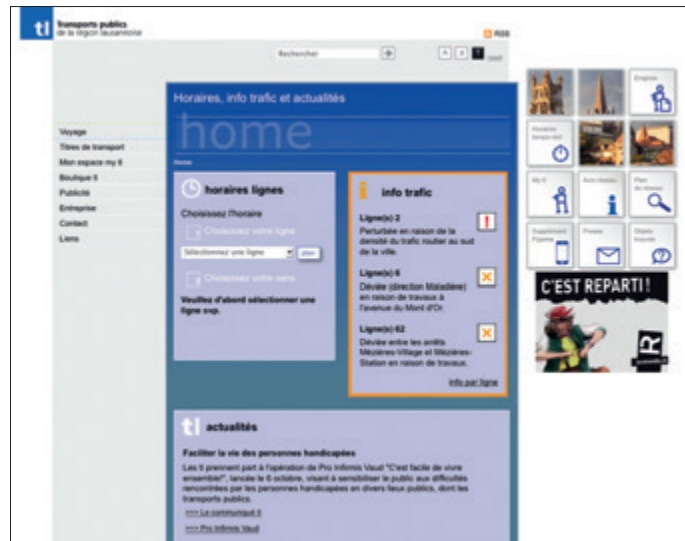 tl
Transports publics
de la région lausannoise
RSS
Rechercher
Horaires, info trafic et actualités
home
Home
Voyage
Titres de transport
Mon espace my tl
Boutique tl
Publicité
Entreprise
Contact
Liens
horaires lignes
Choisissez l'horaire
Choisissez votre ligne
Sélectionnez une ligne
Choisissez votre sens
Veuillez d'abord sélectionner une
ligne svp.
i info trafic
Ligne(s) 2
Perturbée en raison de la
densité du trafic routier au sud
de la ville.
Ligne(s) 6
Déviée (direction Maladière)
en raison de travaux à
l'avenue du Mont d'Or.
Ligne(s) 62
Déviée entre les arrêts
Mézières-Village et Mézières-
Station en raison de travaux.
info par ligne
tl actualités
Faciliter la vie des personnes handicapées
Les tl prennent part à l'opération de Pro Infirmis Vaud "C'est facile de vivre
ensemble!", lancée le 6 octobre, visant à sensibiliser le public aux difficultés
rencontrées par les personnes handicapées en divers lieux publics, dont les
transports publics.
>>> Le communiqué tl
>>> Pro Infirmis Vaud
Emplois
Horaires
temps réel
My tl
Avis réseau
Plan
du réseau
Supplément
Presse
Objets
trouvés
C'EST REPARTI !